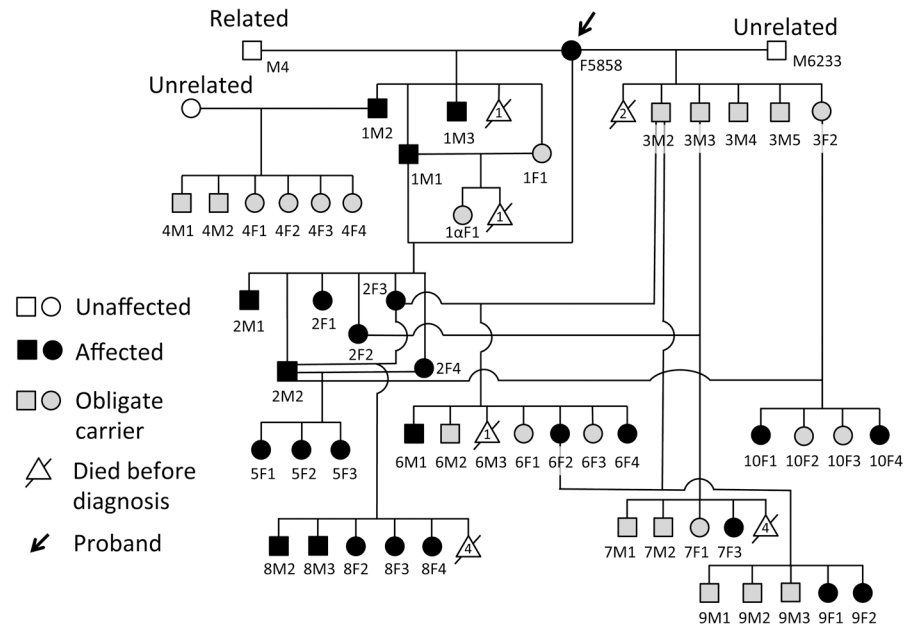 Related
Unrelated
M4
F5858
M6233
Unrelated
1
2
1M2
1M3
3M2
3M3
3M4
3M5
3F2
1M1
1F1
1
1αF1
4M1
4M2
4F1
4F2
4F3
4F4
2F3
2M1
2F1
2F2
2F4
2M2
Unaffected
Affected
Obligate
carrier
Died before
diagnosis
Proband
1
5F1
5F2
5F3
6M1
6M2
6M3
6F1
6F2
6F3
6F4
10F1
10F2
10F3
10F4
4
7M1
7M2
7F1
7F3
4
8M2
8M3
8F2
8F3
8F4
9M1
9M2
9M3
9F1
9F2